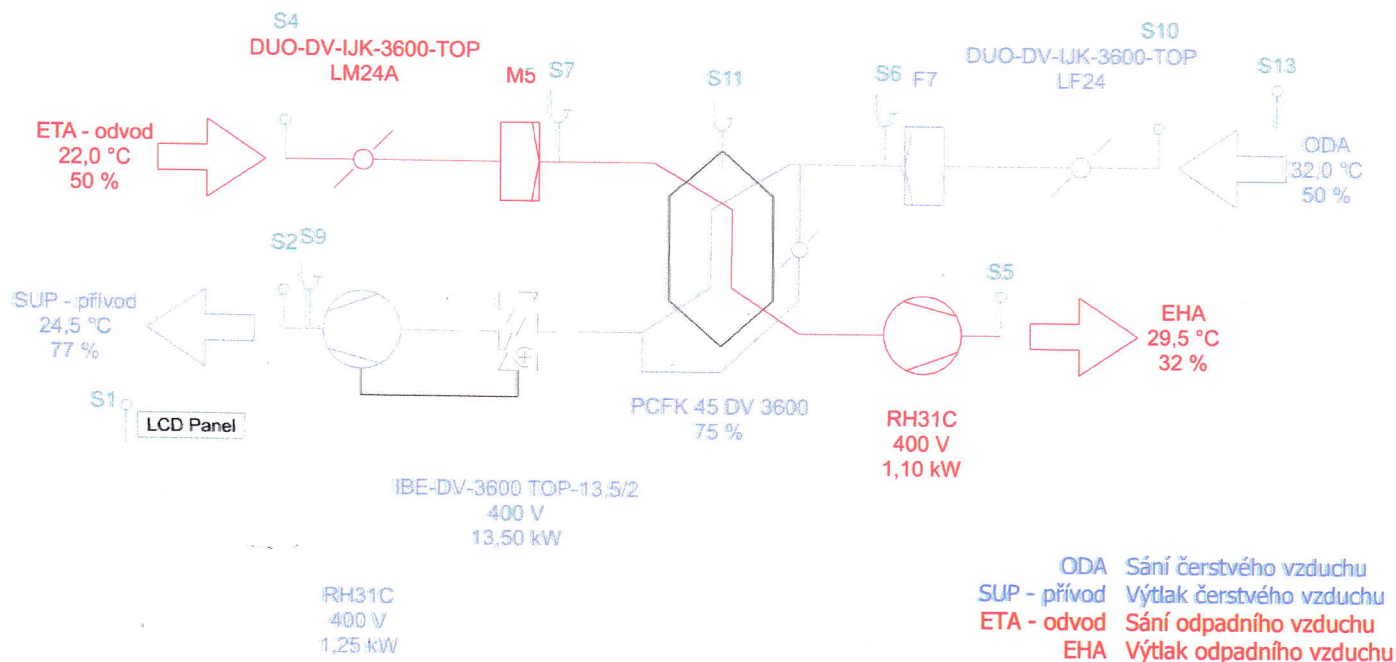 S4
DUO-DV-IJK-3600-TOP
LM24A
M5
S7
S11
S6
F7
S10
DUO-DV-IJK-3600-TOP
LF24
S13
ETA - odvod
22,0 °C
50 %
ODA
32,0 °C
50 %
S2
S9
S5
SUP - přívod
24,5 °C
77 %
EHA
29,5 °C
32 %
S1
LCD Panel
PCFK 45 DV 3600
75 %
RH31C
400 V
1,10 kW
IBE-DV-3600 TOP-13,5/2
400 V
13,50 kW
RH31C
400 V
1,25 kW
ODA Sání čerstvého vzduchu
SUP - přívod Výtlak čerstvého vzduchu
ETA - odvod Sání odpadního vzduchu
EHA Výtlak odpadního vzduchu